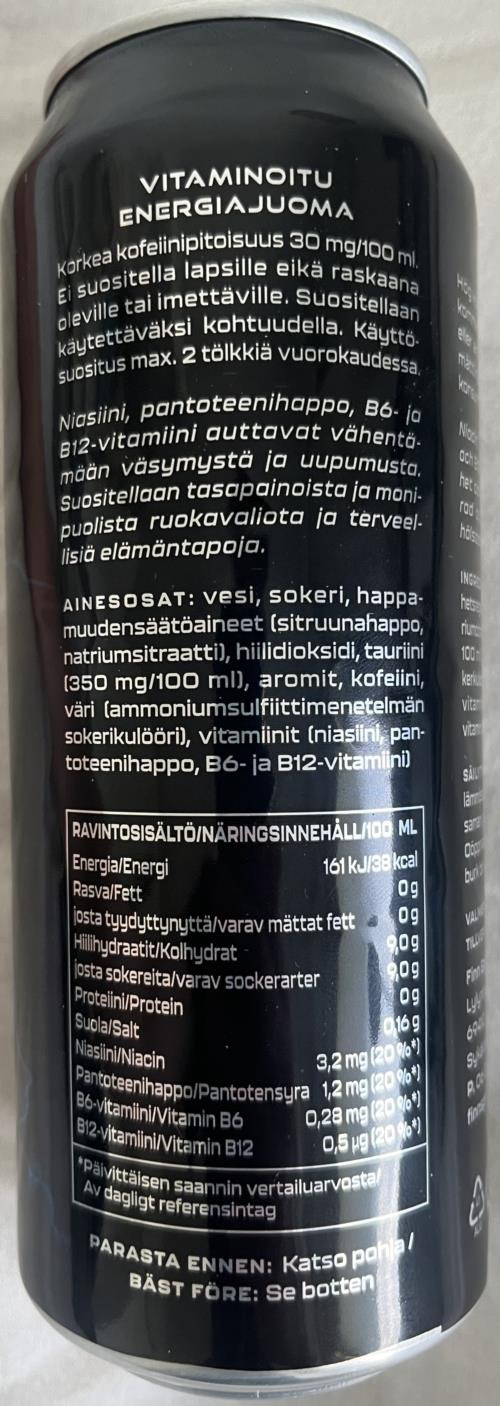 VITAMINOITU
ENERGIAJUOMA
Korkea kofeiinipitoisuus 30 mg/100 ml.
Ei suositella lapsille eikä raskaana
oleville tai imettäville. Suositellaan
käytettäväksi kohtuudella. Käyttö-
suositus max. 2 tölkkiä vuorokaudessa.
Niasiini, pantoteenihappo, B6- ja
B12-vitamiini auttavat vähentä-
mään väsymystä ja uupumusta.
Suositellaan tasapainoista ja moni-
puolista ruokavaliota ja terveel-
lisiä elämäntapoja.
AINESOSAT: vesi, sokeri, happa-
muudensäätöaineet (sitruunahappo,
natriumsitraatti), hiilidioksidi, tauriini
(350 mg/100 ml), aromit, kofeiini,
väri (ammoniumsulfiittimenetelmän
sokerikulööri), vitamiinit (niasiini, pan-
toteenihappo, B6- ja B12-vitamiini)
RAVINTOSISÄLTÖ/NÄRINGSINNEHÅLL/100 ML
Energia/Energi 161 kJ/38 kcal
Rasva/Fett 0 g
josta tyydyttynyttä/varav mättat fett 0 g
Hiilihydraatit/Kolhydrat 9,0 g
josta sokereita/varav sockerarter 9,0 g
Proteiini/Protein 0 g
Suola/Salt 0,16 g
Niasiini/Niacin 3,2 mg (20 %*)
Pantoteenihappo/Pantotensyra 1,2 mg (20 %*)
B6-vitamiini/Vitamin B6 0,28 mg (20 %*)
B12-vitamiini/Vitamin B12 0,5 µg (20 %*)
*Päivittäisen saannin vertailuarvosta/
Av dagligt referensintag
PARASTA ENNEN: Katso pohja/
BÄST FÖRE: Se botten